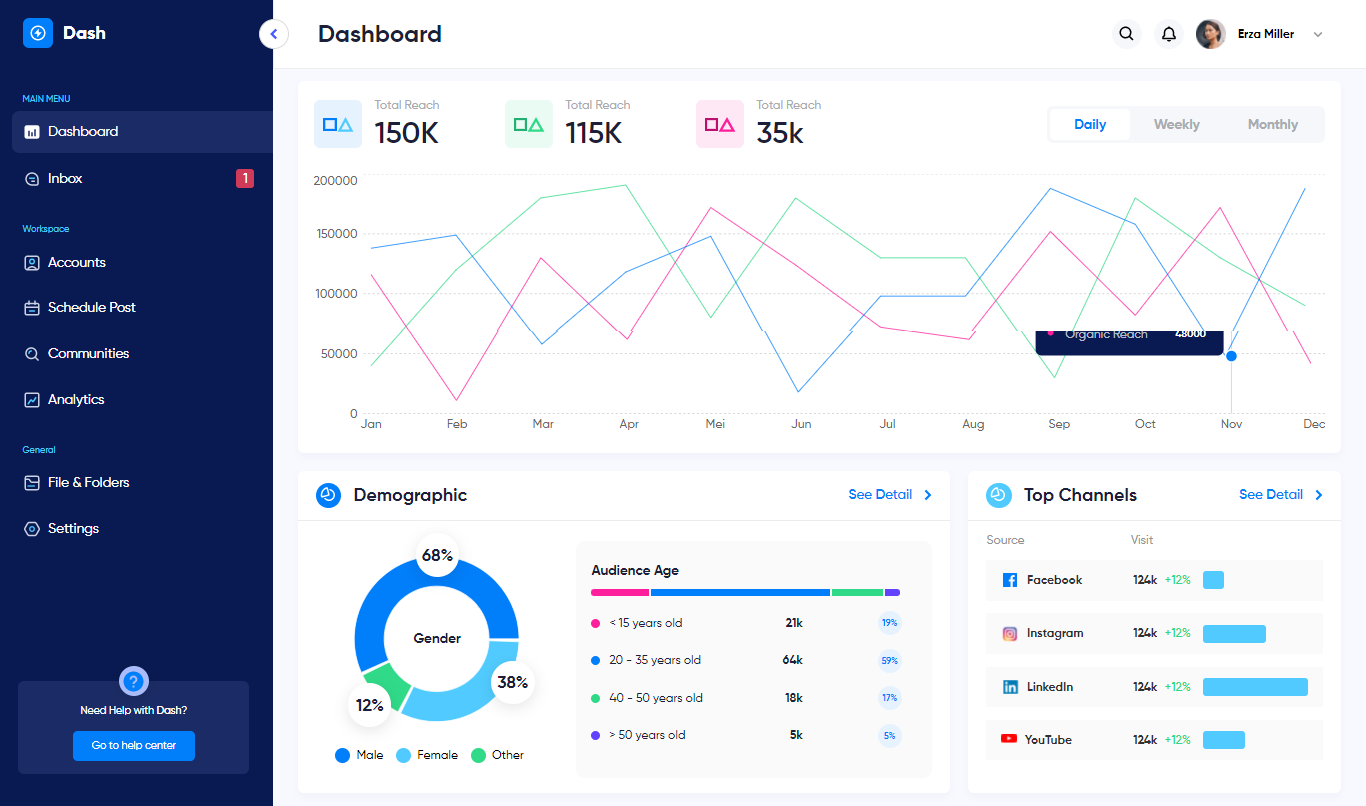 Dash
Dashboard
Erza Miller
MAIN MENU
Dashboard
Inbox
1
Workspace
Accounts
Schedule Post
Communities
Analytics
General
File & Folders
Settings
?
Need Help with Dash?
Go to help center
Total Reach
150K
Total Reach
115K
Total Reach
35k
Daily
Weekly
Monthly
200000
150000
100000
50000
0
Organic Reach 48000
Jan Feb Mar Apr Mei Jun Jul Aug Sep Oct Nov Dec
Demographic
See Detail
68%
Gender
38%
12%
Male Female Other
Audience Age
< 15 years old 21k 19%
20 - 35 years old 64k 59%
40 - 50 years old 18k 17%
> 50 years old 5k 5%
Top Channels
See Detail
Source Visit
Facebook 124k +12%
Instagram 124k +12%
LinkedIn 124k +12%
YouTube 124k +12%